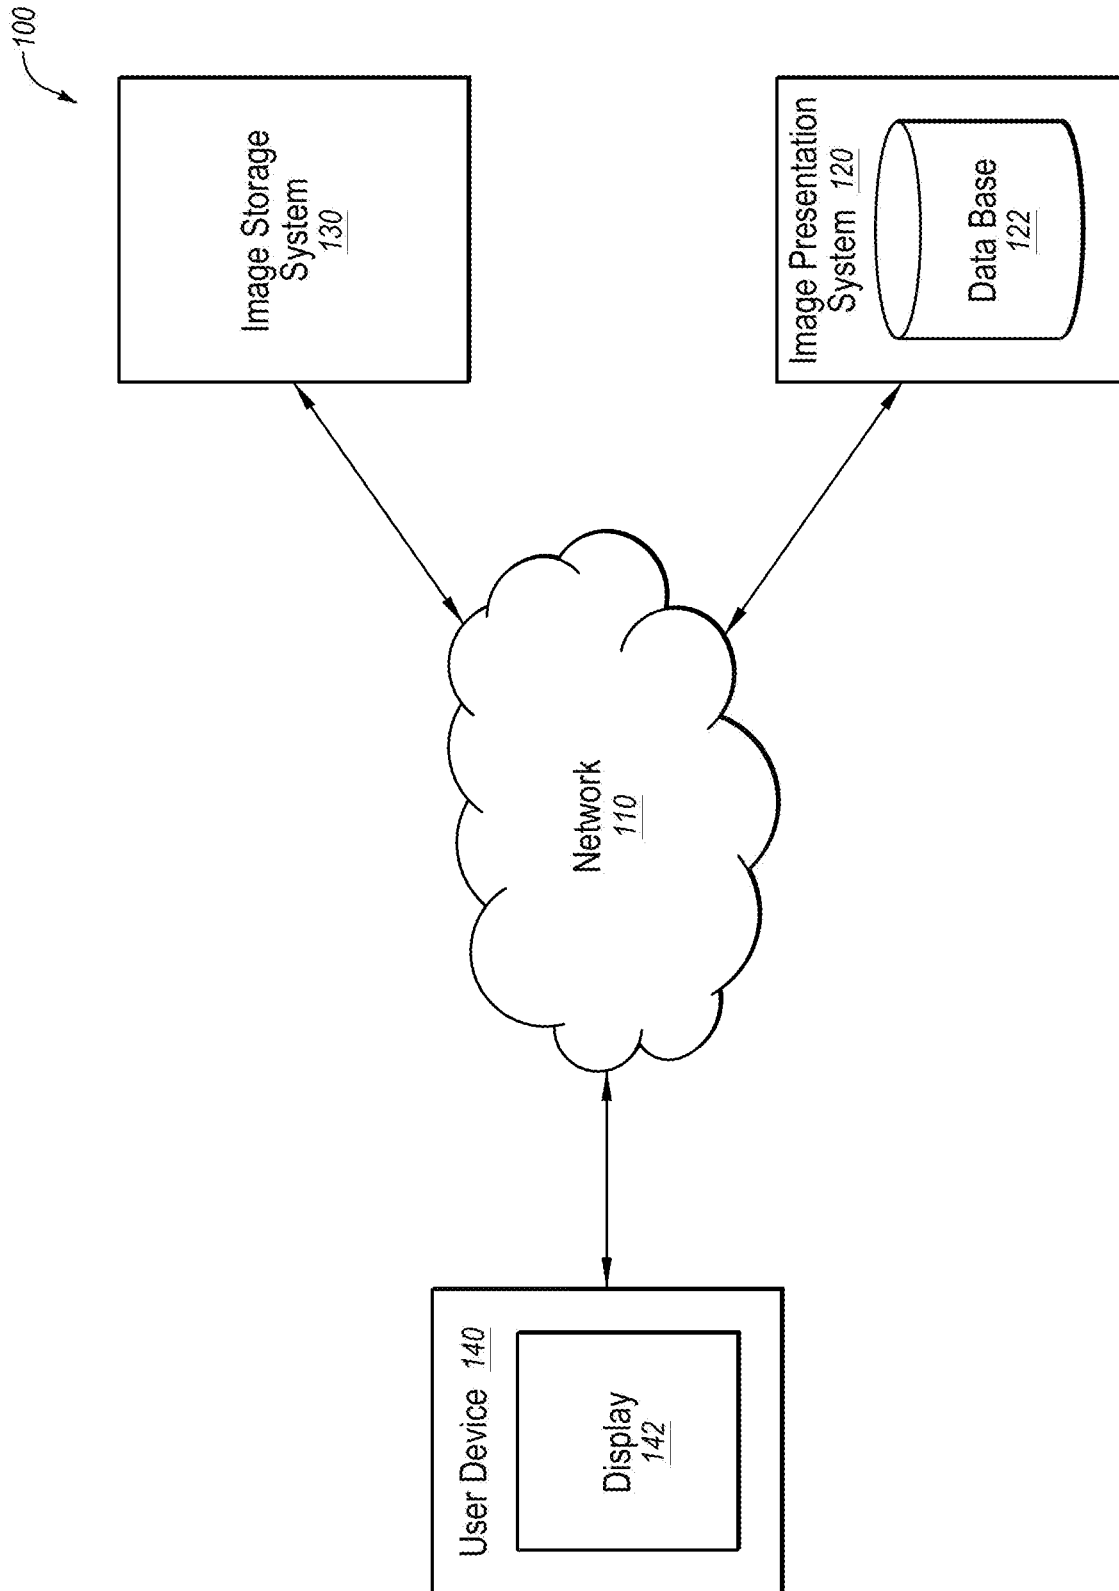 100
User Device 140
Display
142
Network
110
Image Storage
System
130
Image Presentation
System 120
Data Base
122